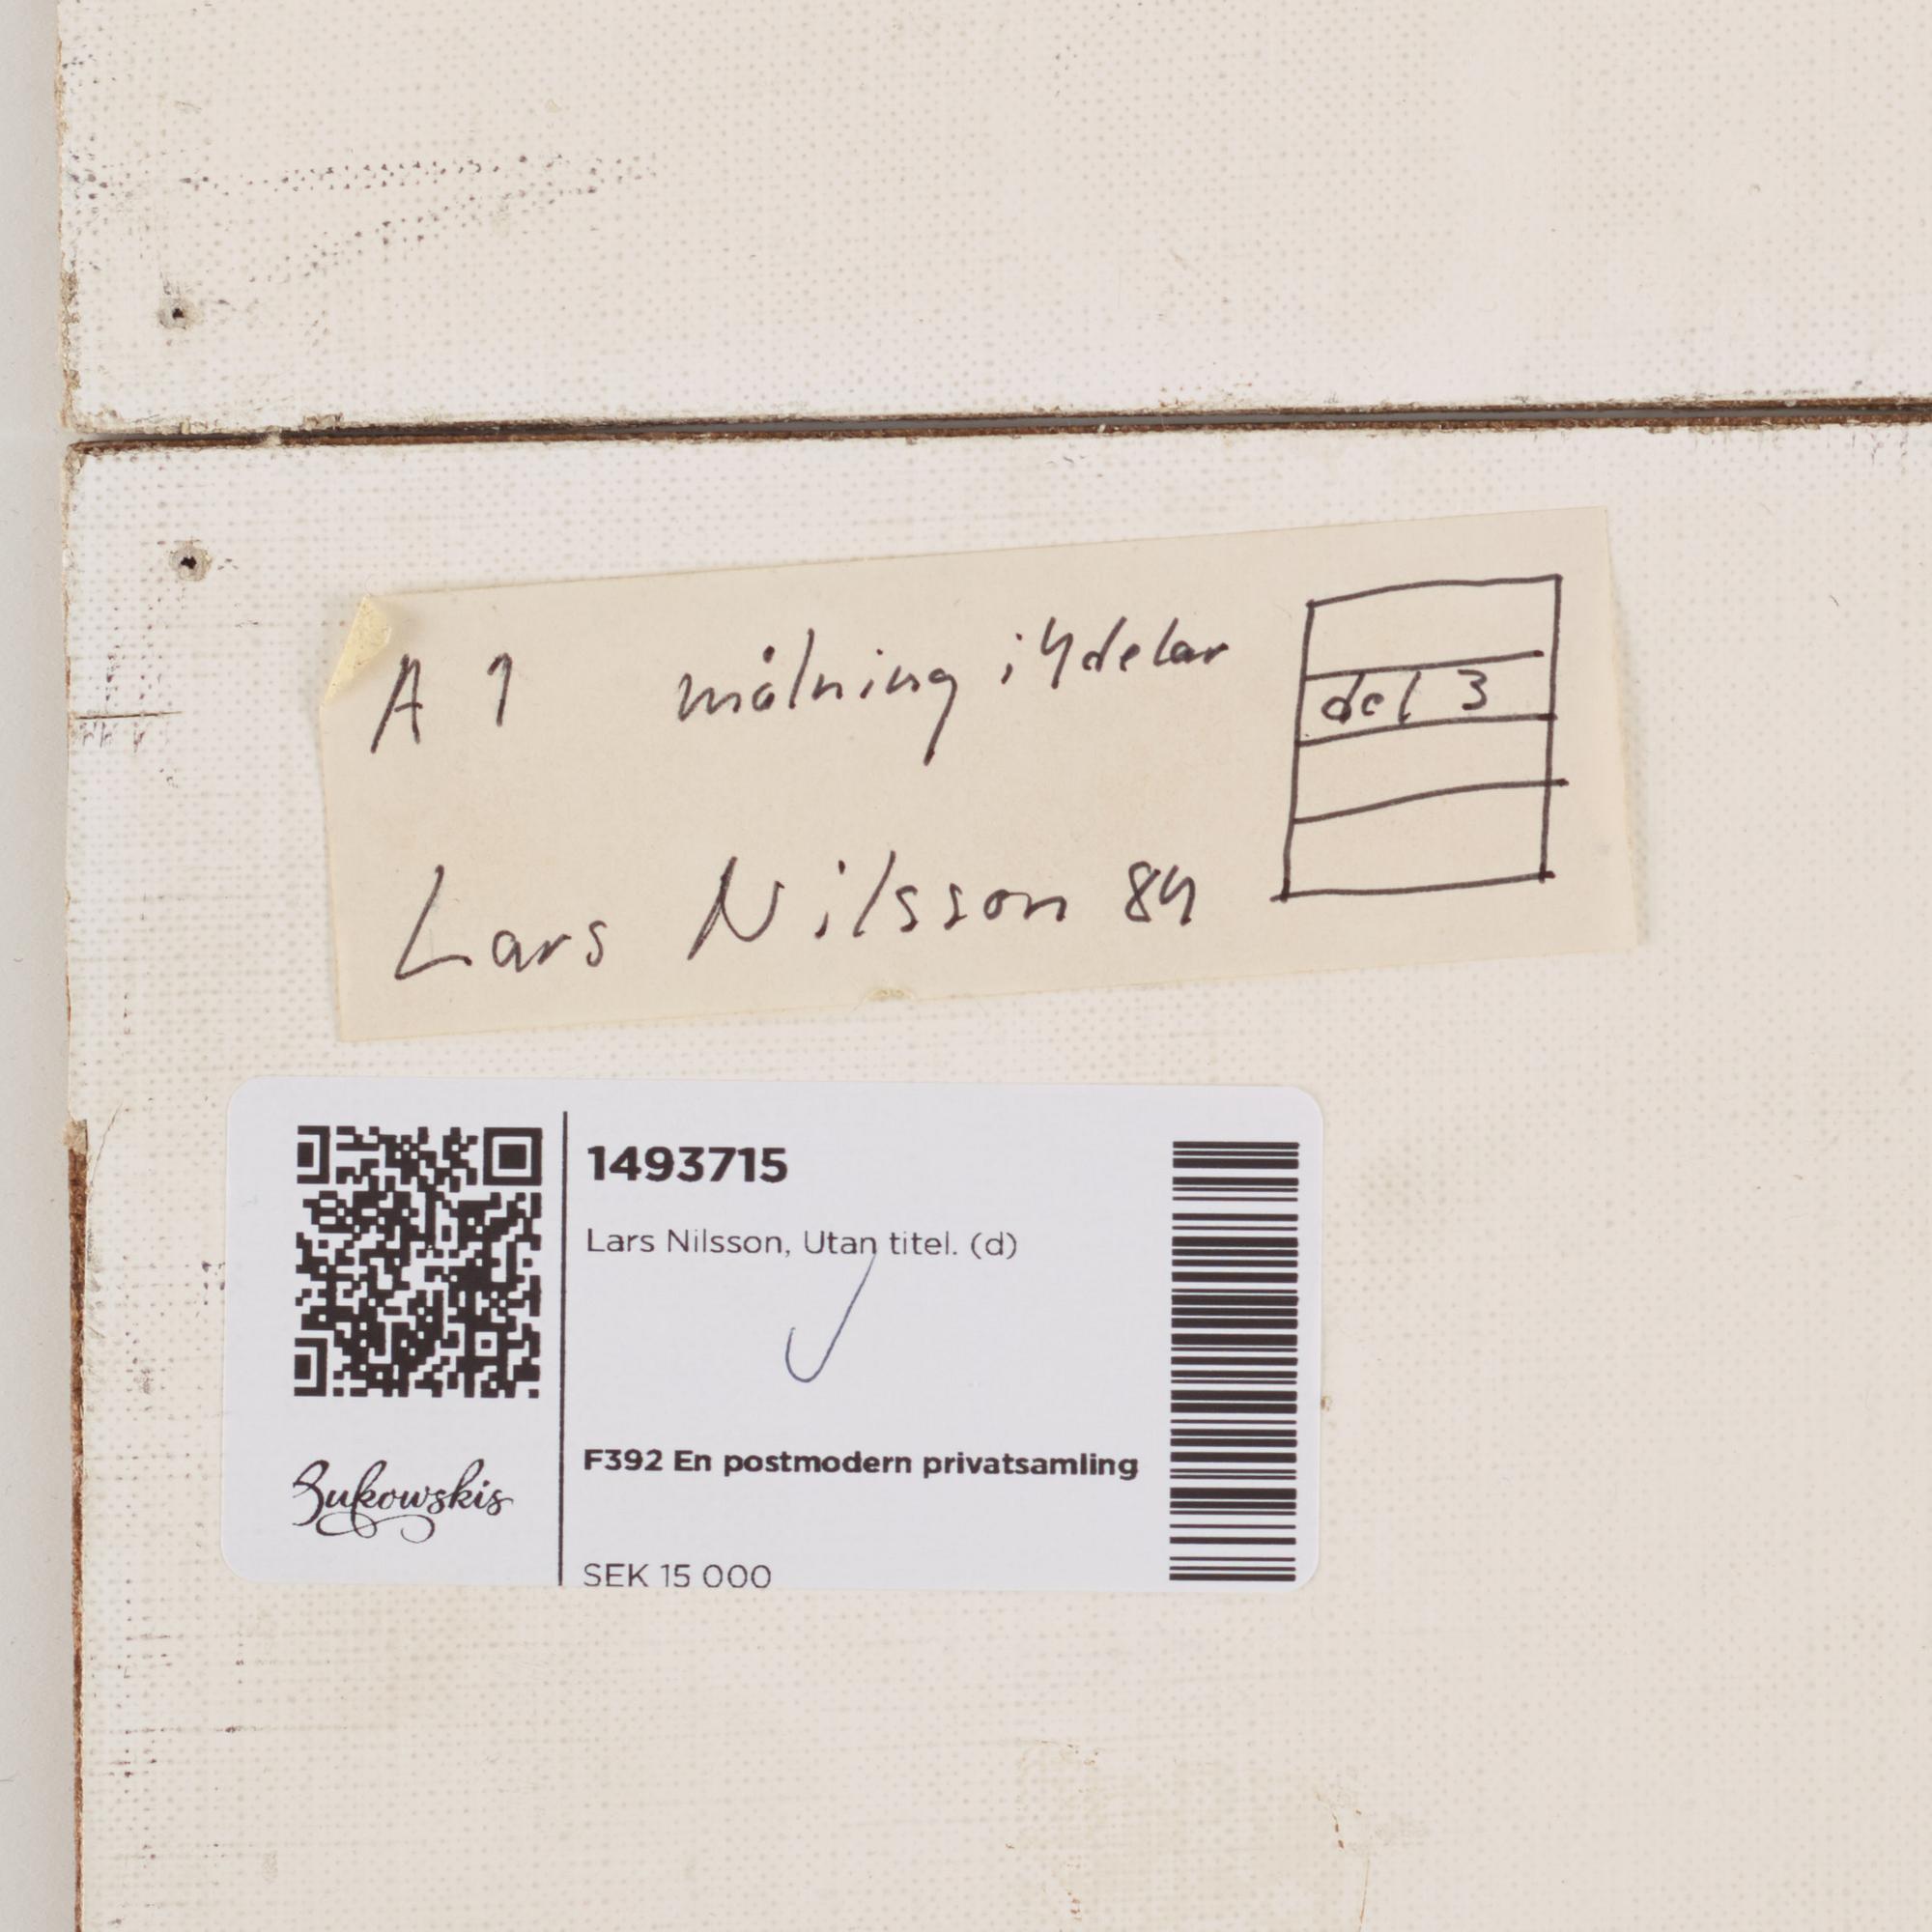 A 1 målning i 4 delar
del 3
Lars Nilsson 84
1493715
Lars Nilsson, Utan titel. (d)
F392 En postmodern privatsamling
Bukowskis
SEK 15 000